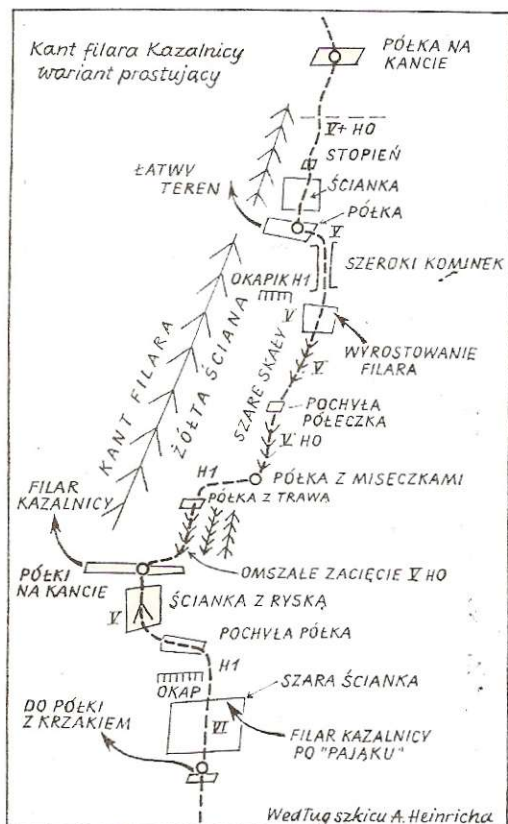 Kant filara Kazalnicy
wariant prostujący
PÓŁKA NA
KANCIE
V+ HO
STOPIEŃ
ŁATWY
TEREN
ŚCIANKA
PÓŁKA
V
SZEROKI KOMINEK
OKAPIK H1
V
WYROSTOWANIE
FILARA
KANT FILARA
ŻÓŁTA ŚCIANA
SZARE SKAŁY
V
POCHYŁA
PÓŁECZKA
V HO
H1
PÓŁKA Z MISECZKAMI
FILAR
KAZALNICY
PÓŁKA Z TRAWA
OMSZAŁE ZACIĘCIE V HO
PÓŁKI
NA KANCIE
ŚCIANKA Z RYSKĄ
V
POCHYŁA PÓŁKA
H1
OKAP
SZARA ŚCIANKA
DO PÓŁKI
Z KRZAKIEM
VI
FILAR KAZALNICY
PO "PAJĄKU"
Według szkicu A. Heinricha